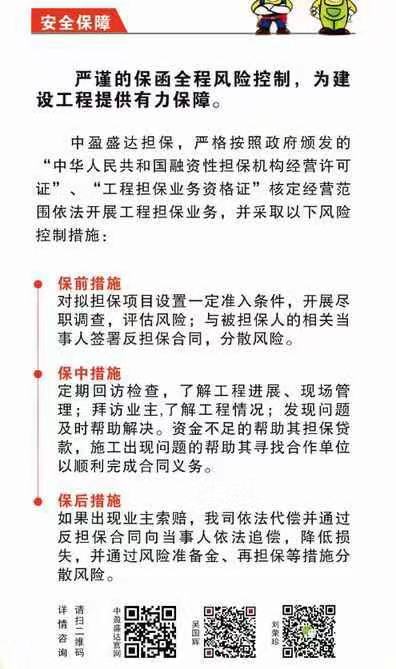 安全保障
严谨的保函全程风险控制，为建
设工程提供有力保障。
中盈盛达担保，严格按照政府颁发的
“中华人民共和国融资性担保机构经营许可
证”、“工程担保业务资格证”核定经营范
围依法开展工程担保业务，并采取以下风险
控制措施：
保前措施
对拟担保项目设置一定准入条件，开展尽
职调查，评估风险；与被担保人的相关当
事人签署反担保合同，分散风险。
保中措施
定期回访检查，了解工程进展、现场管
理；拜访业主,了解工程情况；发现问题
及时帮助解决。资金不足的帮助其担保贷
款，施工出现问题的帮助其寻找合作单位
以顺利完成合同义务。
保后措施
如果出现业主索赔，我司依法代偿并通过
反担保合同向当事人依法追偿，降低损
失，并通过风险准备金、再担保等措施分
散风险。
请扫二维码
详情咨询
中盈盛达官网
吴国辉
刘荣珍